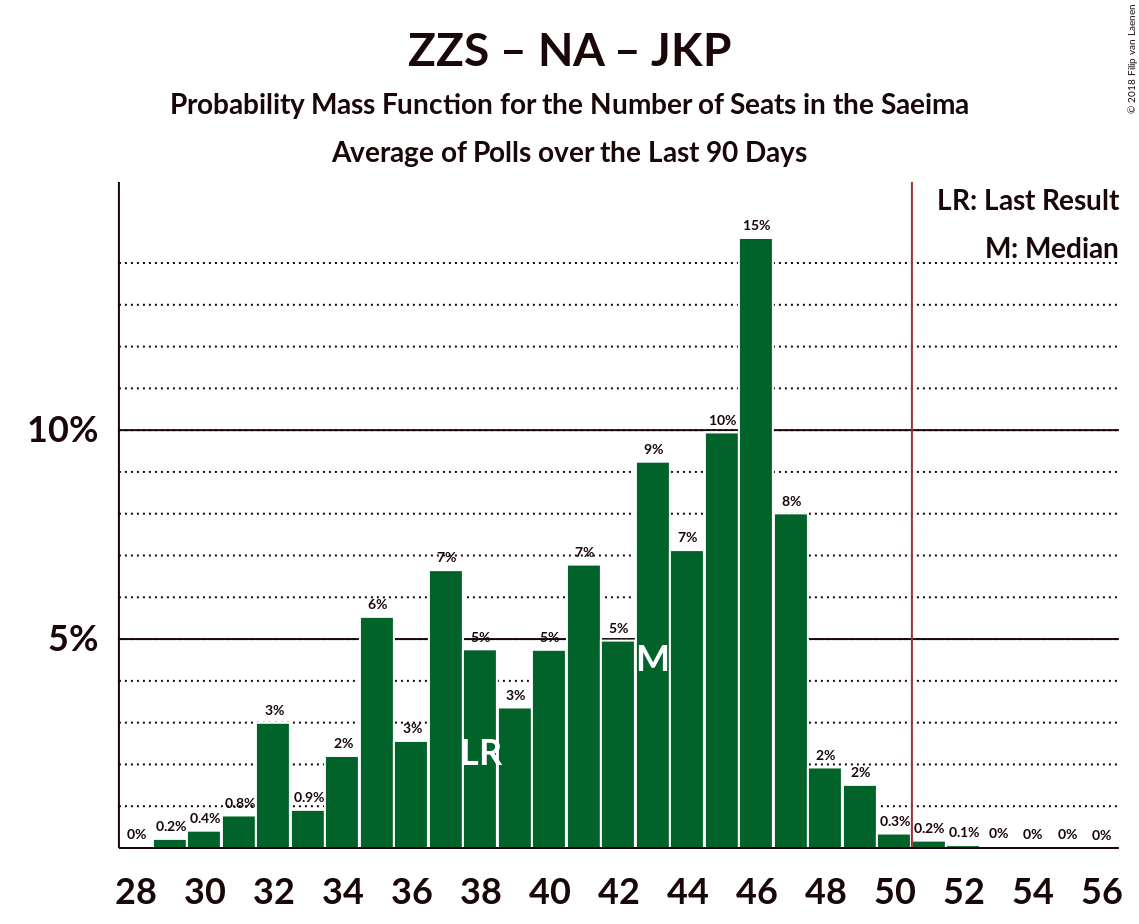 ZZS – NA – JKP
Probability Mass Function for the Number of Seats in the Saeima
Average of Polls over the Last 90 Days
© 2018 Filip van Laenen
LR: Last Result
M: Median
10%
5%
0% 0.2% 0.4% 0.8% 3% 0.9% 2% 6% 3% 7% 5% 3% 5% 7% 5% 9% 7% 10% 15% 8% 2% 2% 0.3% 0.2% 0.1% 0% 0% 0% 0%
M
LR
28 30 32 34 36 38 40 42 44 46 48 50 52 54 56